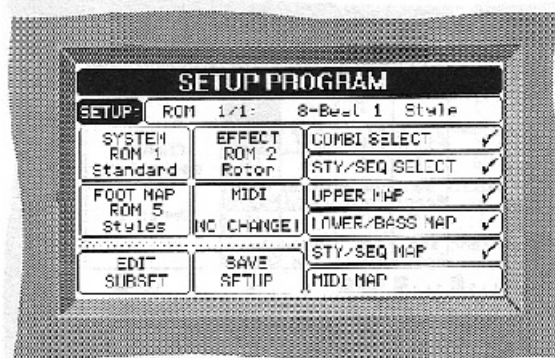 SETUP PROGRAM
SETUP: ROM 1/1: 8-Beat 1 Style
SYSTEM
ROM 1
Standard
EFFECT
ROM 2
Rotor
FOOT MAP
ROM 5
Styles
MIDI
NO CHANGE!
EDIT
SUBSET
SAVE
SETUP
COMBI SELECT ✓
STY/SEQ SELECT ✓
UPPER MAP ✓
LOWER/BASS MAP ✓
STY/SEQ MAP ✓
MIDI MAP